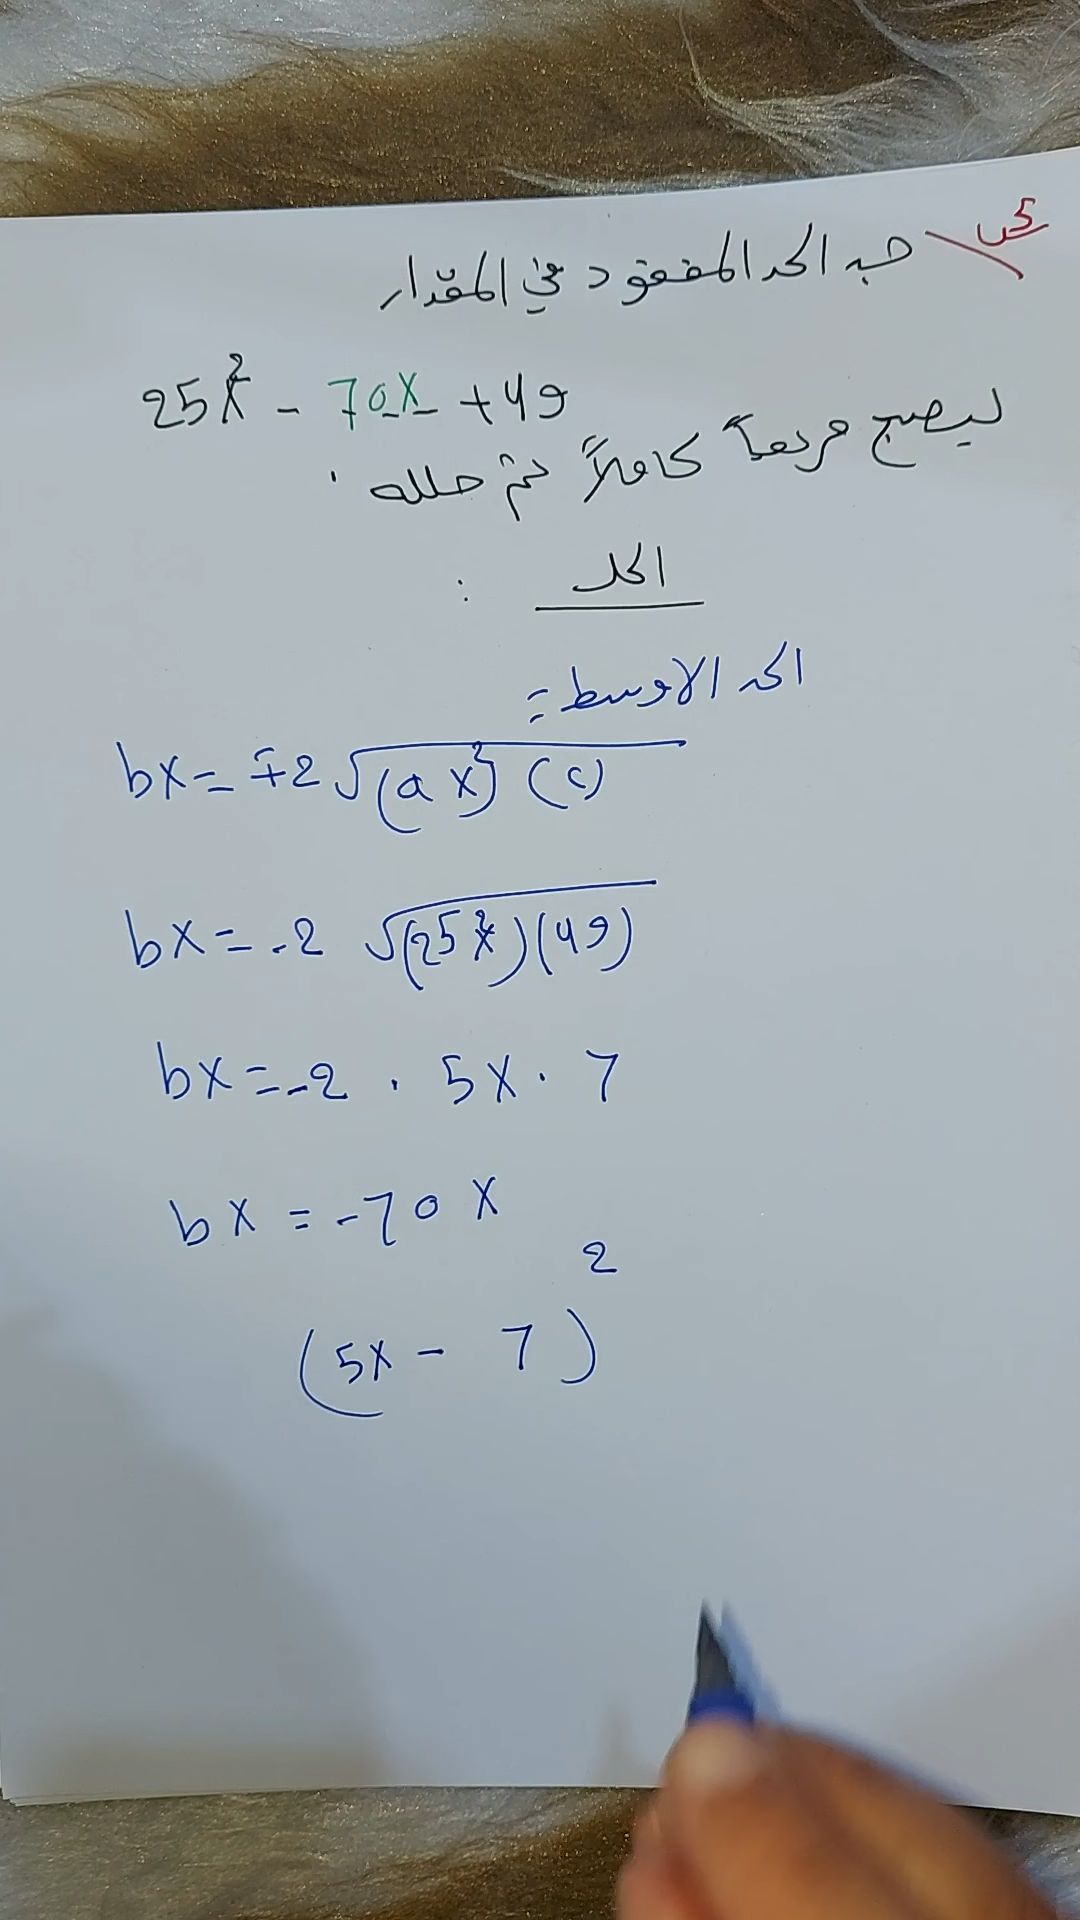 س/ جد الحد المفقود في المقدار
25x² - 70x + 49
ليصبح مربعاً كاملاً ثم حلله .
الحل :
الحد الاوسط =
bx = ∓2 √(ax²)(c)
bx = -2 √(25x²)(49)
bx = -2 . 5x . 7
bx = -70x
(5x - 7)²